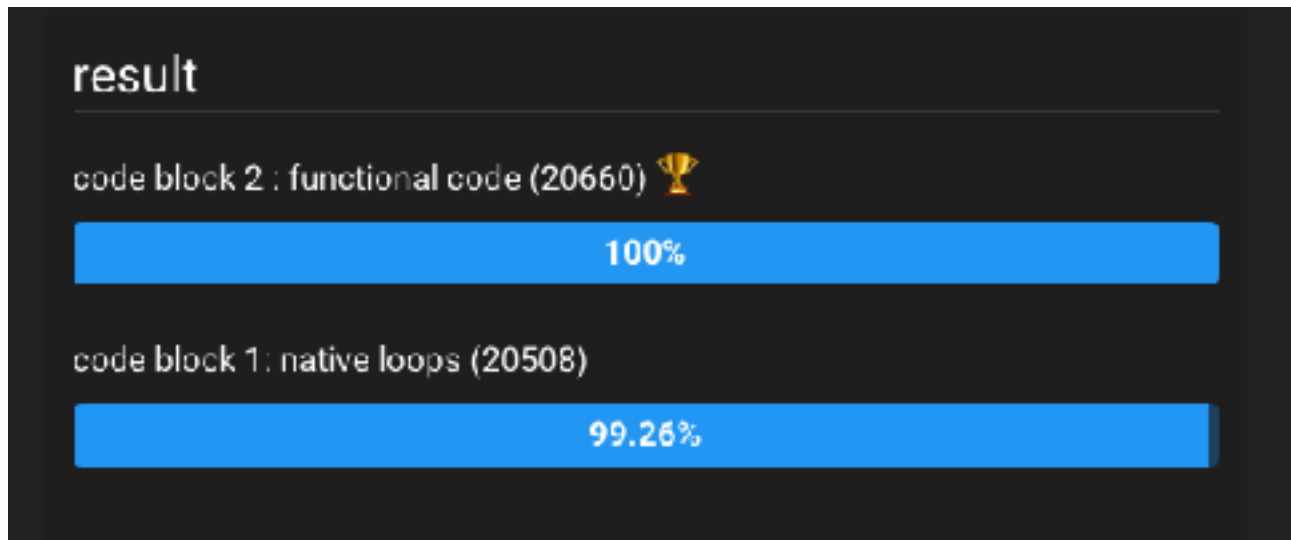 result
code block 2 : functional code (20660) 🏆
100%
code block 1: native loops (20508)
99.26%